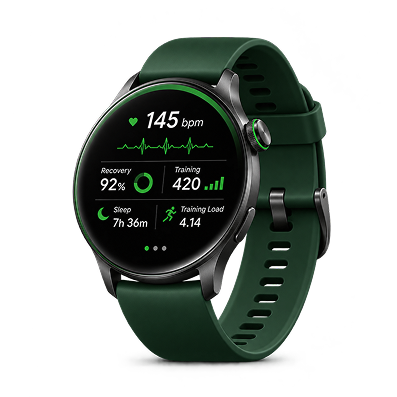 145 bpm
Recovery
92%
Training
420
Sleep
7h 36m
Training Load
4.14